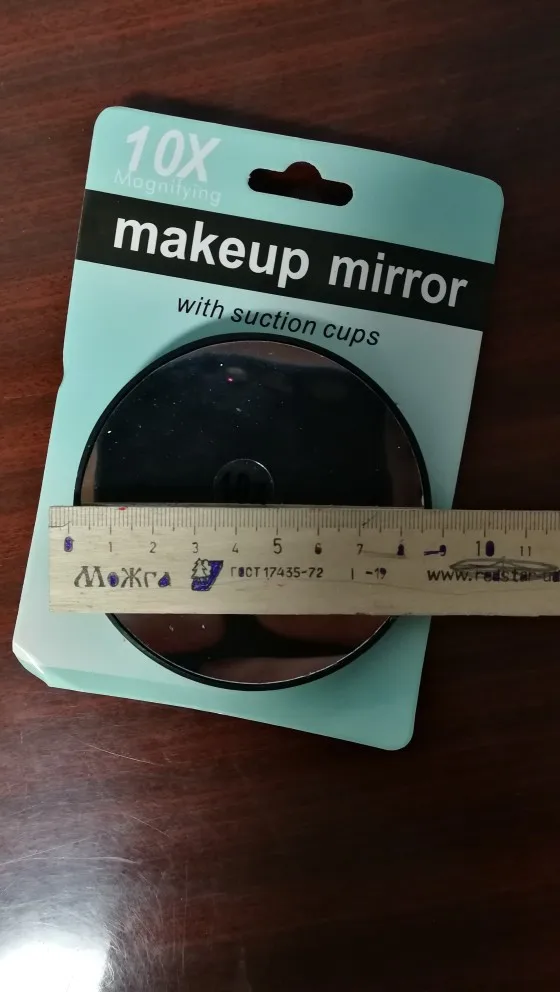 10X
Magnifying
makeup mirror
with suction cups
0 1 2 3 4 5 6 7 8 9 10 11
Можга ГОСТ 17435-72 | -19